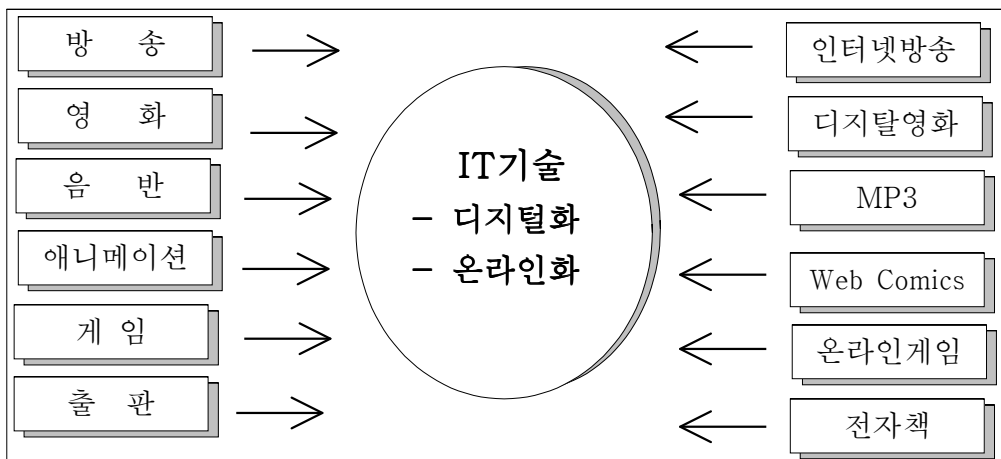 방 송
영 화
음 반
애니메이션
게 임
출 판
IT기술
- 디지털화
- 온라인화
인터넷방송
디지탈영화
MP3
Web Comics
온라인게임
전자책